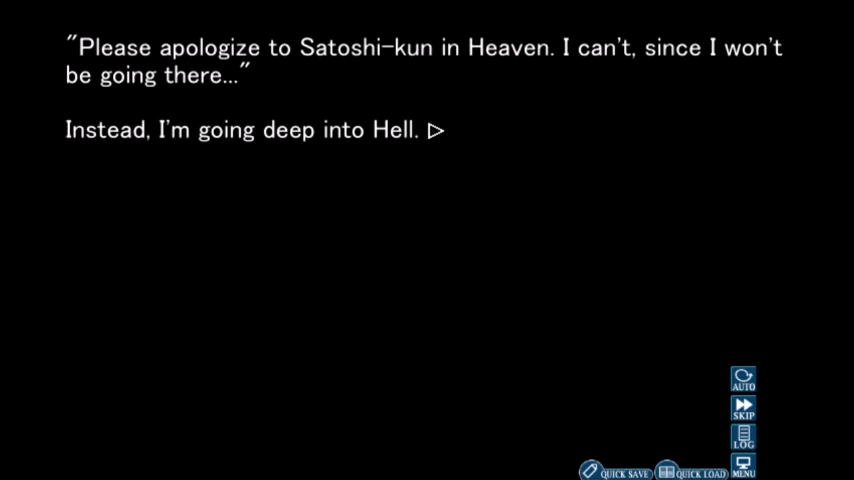 "Please apologize to Satoshi-kun in Heaven. I can't, since I won't
be going there..."
Instead, I'm going deep into Hell.
AUTO
SKIP
LOG
QUICK SAVE
QUICK LOAD
MENU